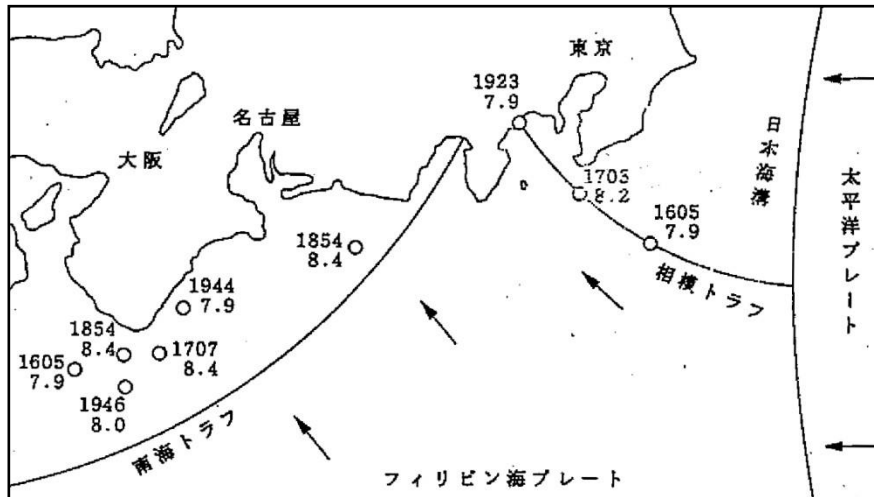 東京
1923
7.9
名古屋
大阪
日本海溝
太平洋プレート
1703
8.2
1605
7.9
相模トラフ
1854
8.4
1944
7.9
1854
8.4
1707
8.4
1605
7.9
1946
8.0
南海トラフ
フィリピン海プレート